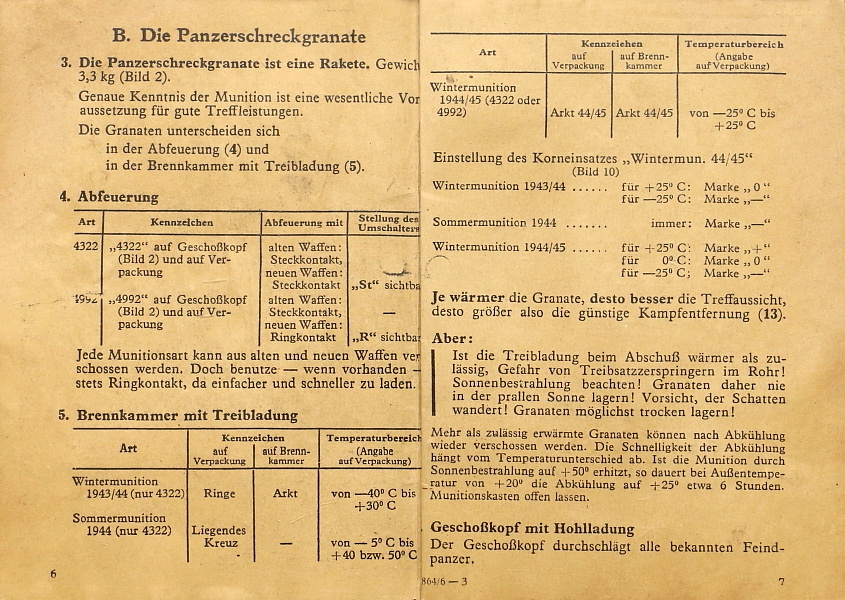 B. Die Panzerschreckgranate
3. Die Panzerschreckgranate ist eine Rakete. Gewich
3,3 kg (Bild 2).
Genaue Kenntnis der Munition ist eine wesentliche Vor
aussetzung für gute Treffleistungen.
Die Granaten unterscheiden sich
in der Abfeuerung (4) und
in der Brennkammer mit Treibladung (5).
4. Abfeuerung
Art Kennzeichen Abfeuerung mit Stellung des Umschalters
4322 „4322“ auf Geschoßkopf alten Waffen:
(Bild 2) und auf Ver- Steckkontakt, —
packung neuen Waffen:
Steckkontakt „St“ sichtba
4992 „4992“ auf Geschoßkopf alten Waffen:
(Bild 2) und auf Ver- Steckkontakt, —
packung neuen Waffen:
Ringkontakt „R“ sichtbar
Jede Munitionsart kann aus alten und neuen Waffen ver
schossen werden. Doch benutze — wenn vorhanden —
stets Ringkontakt, da einfacher und schneller zu laden.
5. Brennkammer mit Treibladung
Art Kennzeichen Temperaturbereich
auf Verpackung auf Brenn-kammer (Angabe auf Verpackung)
Wintermunition
1943/44 (nur 4322) Ringe Arkt von —40° C bis
+30° C
Sommermunition
1944 (nur 4322) Liegendes
Kreuz — von — 5° C bis
+40 bzw. 50° C
6
Art Kennzeichen Temperaturbereich
auf Verpackung auf Brenn-kammer (Angabe auf Verpackung)
Wintermunition
1944/45 (4322 oder
4992) Arkt 44/45 Arkt 44/45 von —25° C bis
+25° C
Einstellung des Korneinsatzes „Wintermun. 44/45“
(Bild 10)
Wintermunition 1943/44 ...... für +25° C: Marke „0“
für —25° C: Marke „—“
Sommermunition 1944 ....... immer: Marke „—“
Wintermunition 1944/45 ...... für +25° C: Marke „+“
für 0° C: Marke „0“
für —25° C; Marke „—“
Je wärmer die Granate, desto besser die Treffaussicht,
desto größer also die günstige Kampfentfernung (13).
Aber:
Ist die Treibladung beim Abschuß wärmer als zu-
lässig, Gefahr von Treibsatzzerspringern im Rohr!
Sonnenbestrahlung beachten! Granaten daher nie
in der prallen Sonne lagern! Vorsicht, der Schatten
wandert! Granaten möglichst trocken lagern!
Mehr als zulässig erwärmte Granaten können nach Abkühlung
wieder verschossen werden. Die Schnelligkeit der Abkühlung
hängt vom Temperaturunterschied ab. Ist die Munition durch
Sonnenbestrahlung auf +50° erhitzt, so dauert bei Außentempe-
ratur von +20° die Abkühlung auf +25° etwa 6 Stunden.
Munitionskasten offen lassen.
Geschoßkopf mit Hohlladung
Der Geschoßkopf durchschlägt alle bekannten Feind-
panzer.
864/6 — 3
7